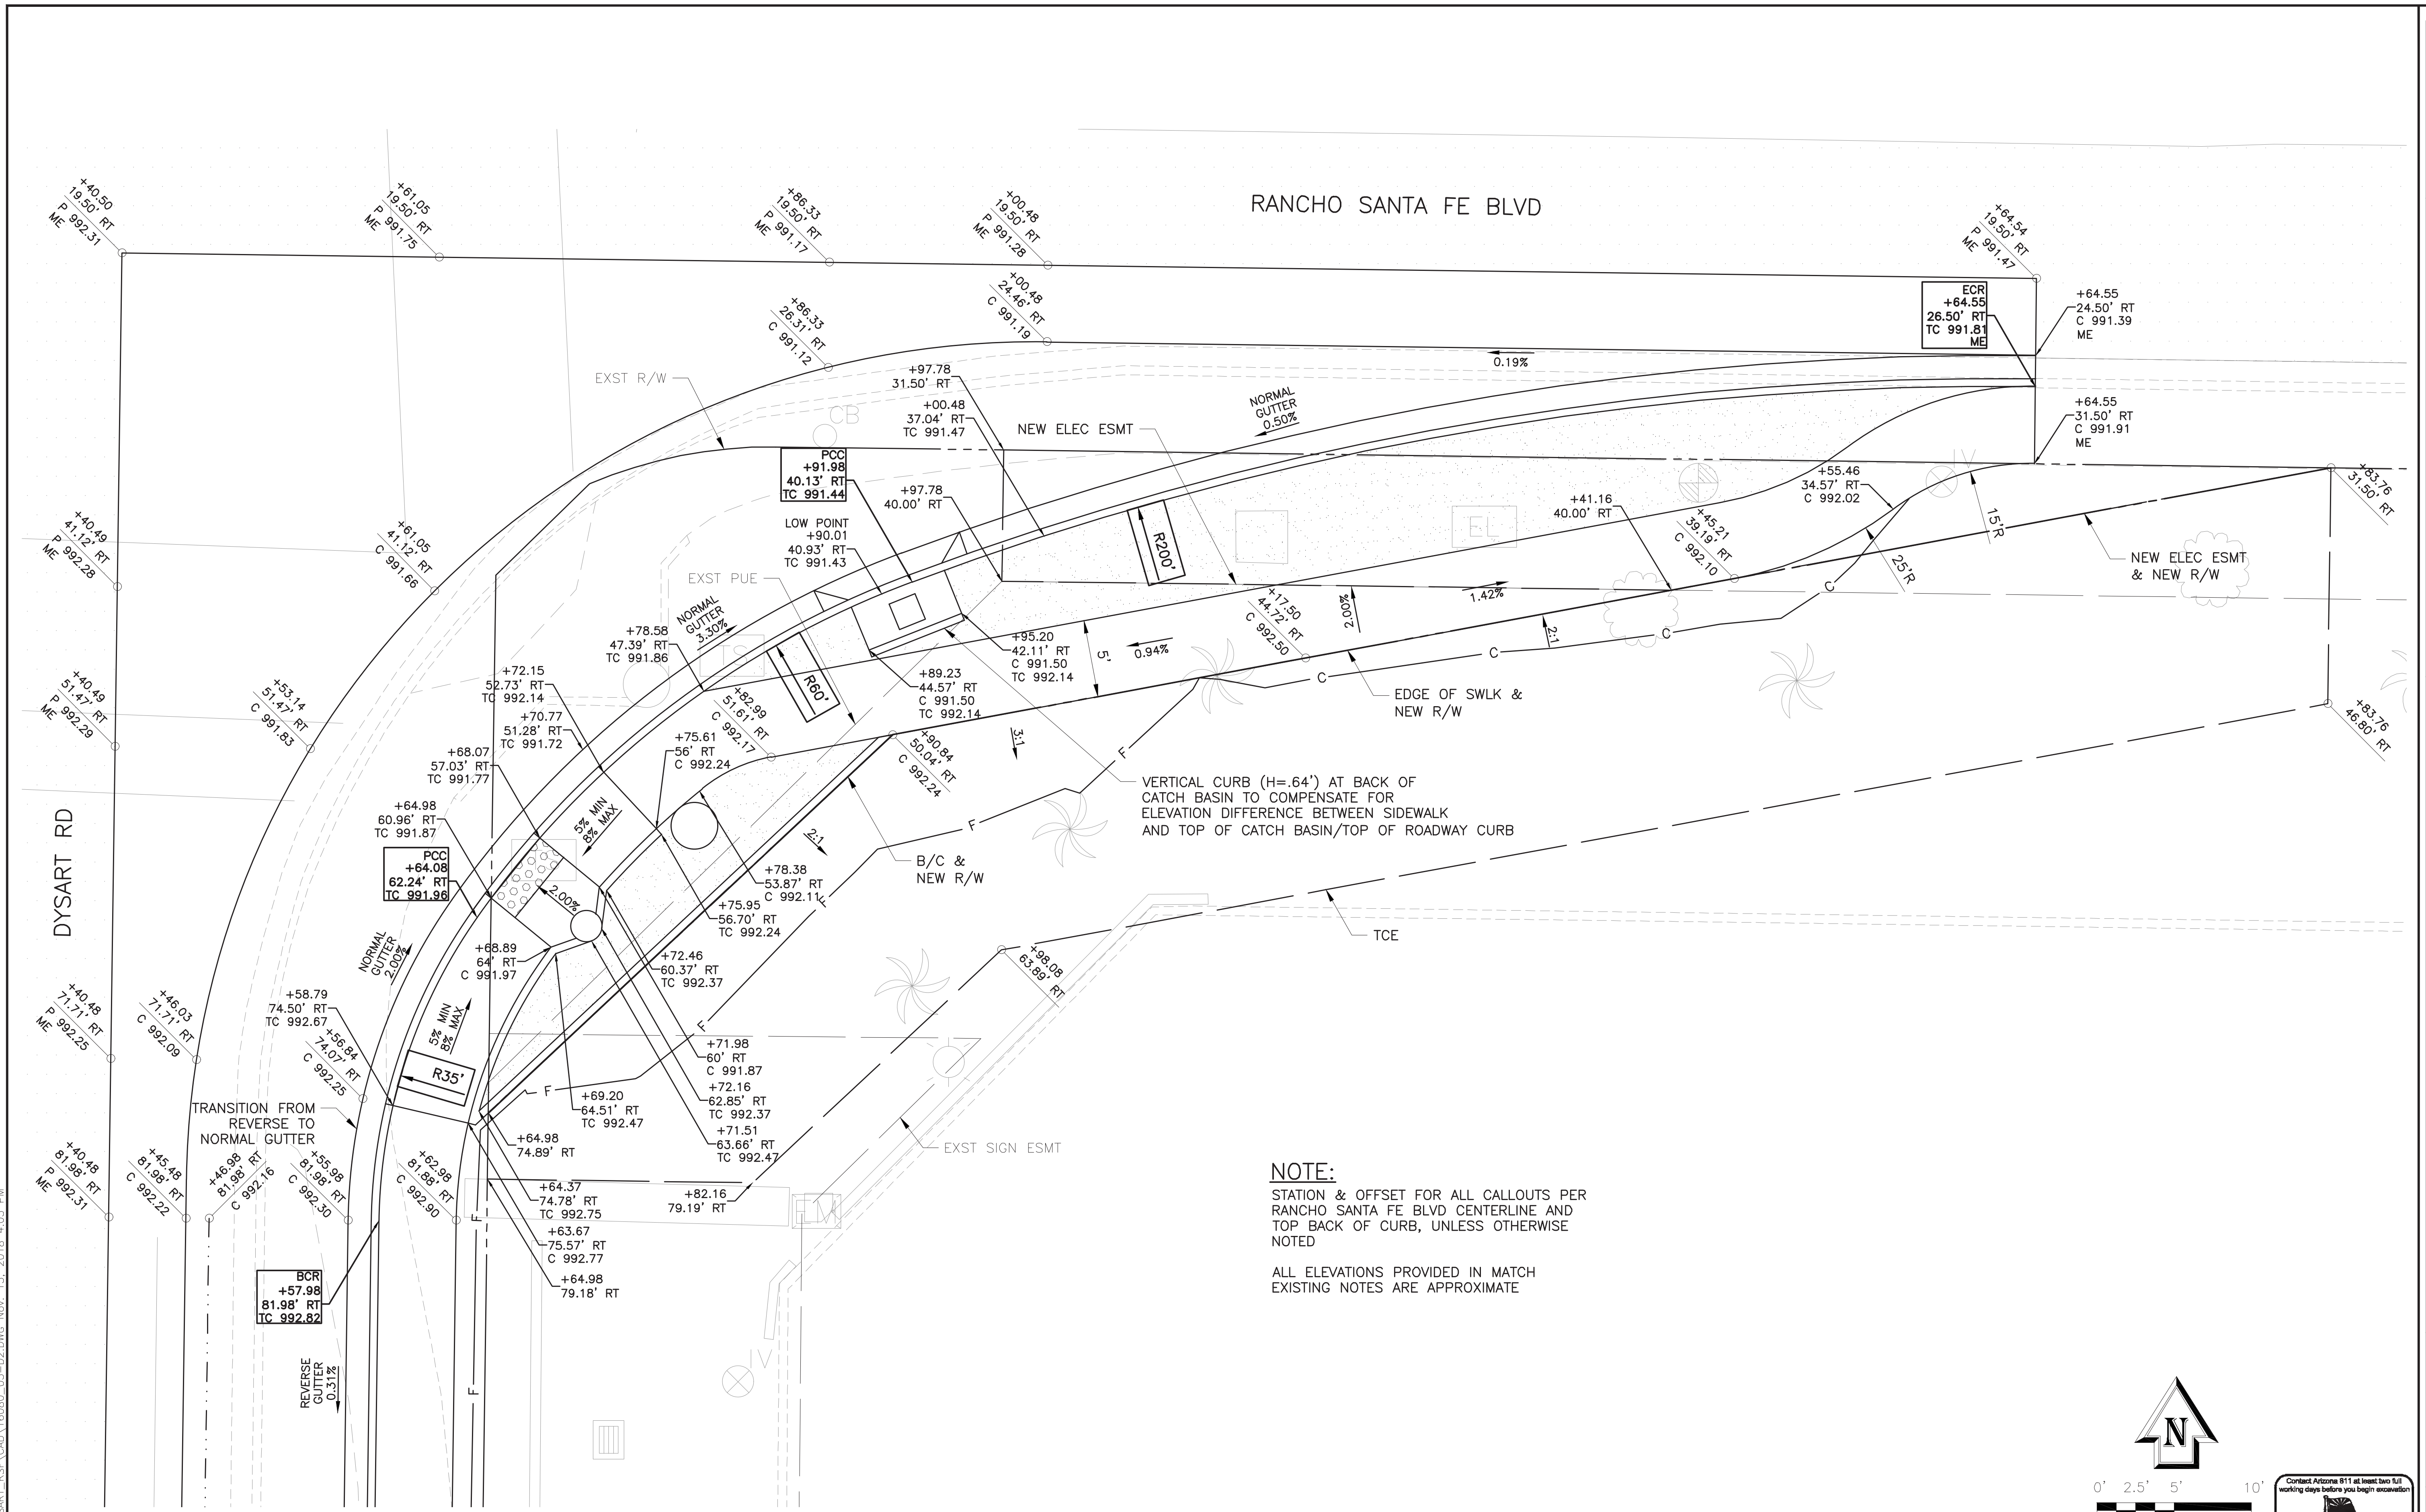 RANCHO SANTA FE BLVD
+40.50
19.50' RT
P 992.31
ME
+61.05
19.50' RT
P 991.75
ME
+86.33
19.50' RT
P 991.17
ME
+00.48
19.50' RT
P 991.28
ME
+64.54
19.50' RT
P 991.47
ME
+00.48
24.46' RT
C 991.19
+86.33
26.31' RT
C 991.12
ECR
+64.55
26.50' RT
TC 991.81
ME
+64.55
24.50' RT
C 991.39
ME
0.19%
EXST R/W
+97.78
31.50' RT
+00.48
37.04' RT
TC 991.47
NORMAL
GUTTER
0.50%
NEW ELEC ESMT
CB
+64.55
31.50' RT
C 991.91
ME
PCC
+91.98
40.13' RT
TC 991.44
+97.78
40.00' RT
LOW POINT
+90.01
40.93' RT
TC 991.43
R200'
EL
IV
+41.16
40.00' RT
+55.46
34.57' RT
C 992.02
+45.21
39.19' RT
C 992.10
15'R
25'R
+83.76
31.50' RT
NEW ELEC ESMT
& NEW R/W
+40.49
41.12' RT
P 992.28
ME
+61.05
41.12' RT
C 991.66
EXST PUE
NORMAL
GUTTER
3.30%
+78.58
47.39' RT
TC 991.86
TS
+95.20
42.11' RT
C 991.50
TC 992.14
+17.50
44.72' RT
C 992.50
2.00%
1.42%
5'
0.94%
2:1
C
C
C
C
C
+40.49
51.47' RT
P 992.29
ME
+53.14
51.47' RT
C 991.83
+72.15
52.73' RT
TC 992.14
+70.77
51.28' RT
TC 991.72
+68.07
57.03' RT
TC 991.77
R60'
+82.99
51.61' RT
C 992.17
+89.23
44.57' RT
C 991.50
TC 992.14
+75.61
56' RT
C 992.24
+90.84
50.04' RT
C 992.24
3:1
EDGE OF SWLK &
NEW R/W
+83.76
46.80' RT
VERTICAL CURB (H=.64') AT BACK OF
CATCH BASIN TO COMPENSATE FOR
ELEVATION DIFFERENCE BETWEEN SIDEWALK
AND TOP OF CATCH BASIN/TOP OF ROADWAY CURB
+64.98
60.96' RT
TC 991.87
5% MIN
8% MAX
2:1
F
F
F
B/C &
NEW R/W
PCC
+64.08
62.24' RT
TC 991.96
2.00%
+78.38
53.87' RT
C 992.11
+75.95
56.70' RT
TC 992.24
DYSART RD
TCE
NORMAL
GUTTER
2.00%
+68.89
64' RT
C 991.97
+72.46
60.37' RT
TC 992.37
+98.08
63.89' RT
+40.48
71.71' RT
P 992.25
ME
+46.03
71.71' RT
C 992.09
+58.79
74.50' RT
TC 992.67
5% MIN
8% MAX
+56.84
74.07' RT
C 992.25
R35'
F
F
+71.98
60' RT
C 991.87
+72.16
62.85' RT
TC 992.37
+69.20
64.51' RT
TC 992.47
+71.51
63.66' RT
TC 992.47
TRANSITION FROM
REVERSE TO
NORMAL GUTTER
+64.98
74.89' RT
EXST SIGN ESMT
+40.48
81.98' RT
P 992.31
ME
+45.48
81.98' RT
C 992.22
+46.98
81.98' RT
C 992.16
+55.98
81.98' RT
C 992.30
+62.98
81.88' RT
C 992.90
+64.37
74.78' RT
TC 992.75
+82.16
79.19' RT
EM
+63.67
75.57' RT
C 992.77
F
+64.98
79.18' RT
BCR
+57.98
81.98' RT
TC 992.82
REVERSE
GUTTER
0.31%
F
IV
NOTE:
STATION & OFFSET FOR ALL CALLOUTS PER
RANCHO SANTA FE BLVD CENTERLINE AND
TOP BACK OF CURB, UNLESS OTHERWISE
NOTED
ALL ELEVATIONS PROVIDED IN MATCH
EXISTING NOTES ARE APPROXIMATE
N
0' 2.5' 5' 10'
Contact Arizona 811 at least two full
working days before you begin excavation